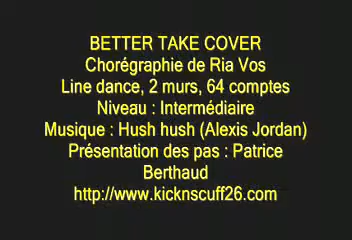 BETTER TAKE COVER
Chorégraphie de Ria Vos
Line dance, 2 murs, 64 comptes
Niveau : Intermédiaire
Musique : Hush hush (Alexis Jordan)
Présentation des pas : Patrice
Berthaud
http://www.kicknscuff26.com